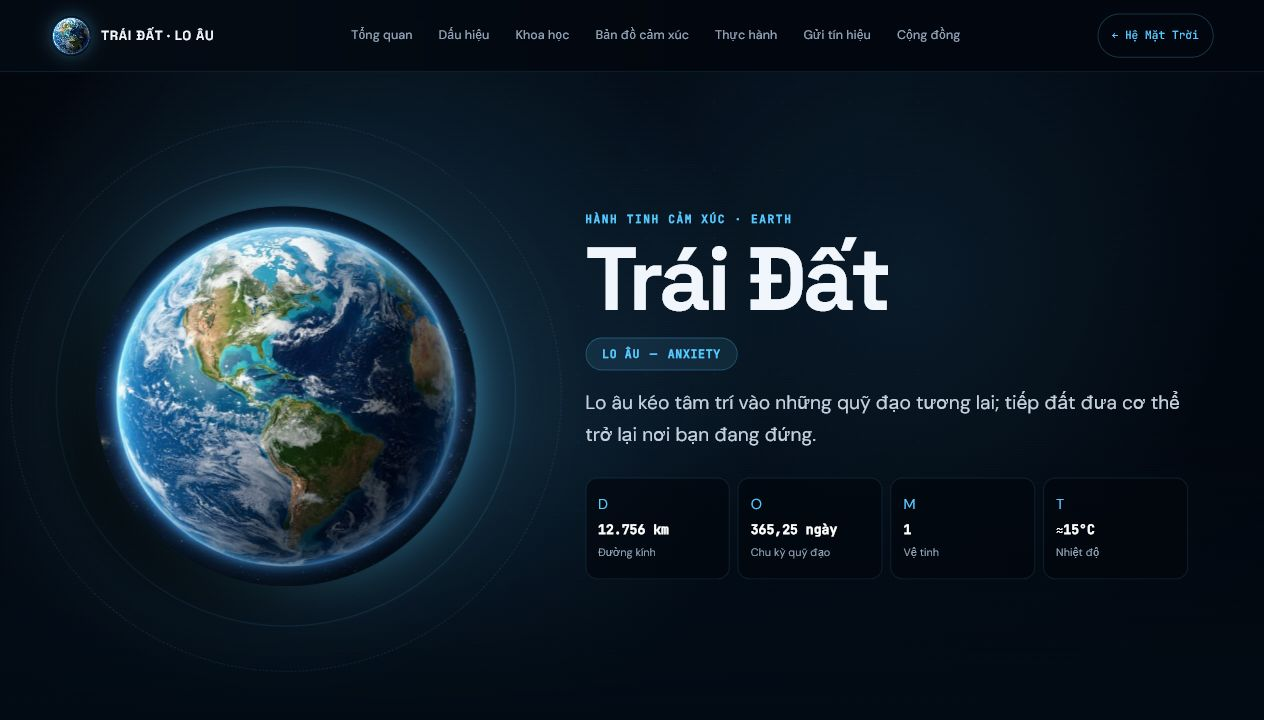 TRÁI ĐẤT · LO ÂU
Tổng quan
Dấu hiệu
Khoa học
Bản đồ cảm xúc
Thực hành
Gửi tín hiệu
Cộng đồng
← Hệ Mặt Trời
HÀNH TINH CẢM XÚC · EARTH
Trái Đất
LO ÂU — ANXIETY
Lo âu kéo tâm trí vào những quỹ đạo tương lai; tiếp đất đưa cơ thể
trở lại nơi bạn đang đứng.
D
12.756 km
Đường kính
O
365,25 ngày
Chu kỳ quỹ đạo
M
1
Vệ tinh
T
≈15°C
Nhiệt độ